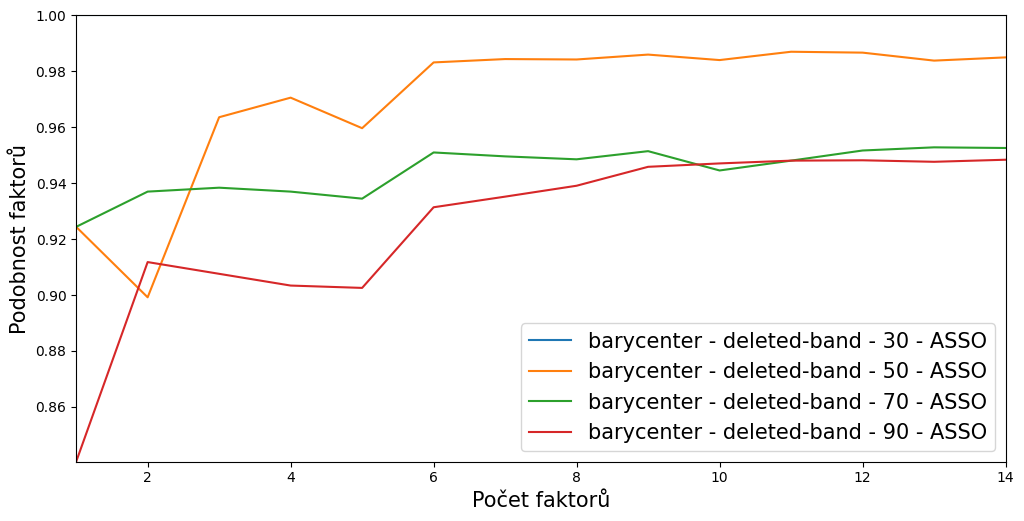 1.00
0.98
0.96
0.94
0.92
0.90
0.88
0.86
Podobnost faktorů
barycenter - deleted-band - 30 - ASSO
barycenter - deleted-band - 50 - ASSO
barycenter - deleted-band - 70 - ASSO
barycenter - deleted-band - 90 - ASSO
2 4 6 8 10 12 14
Počet faktorů